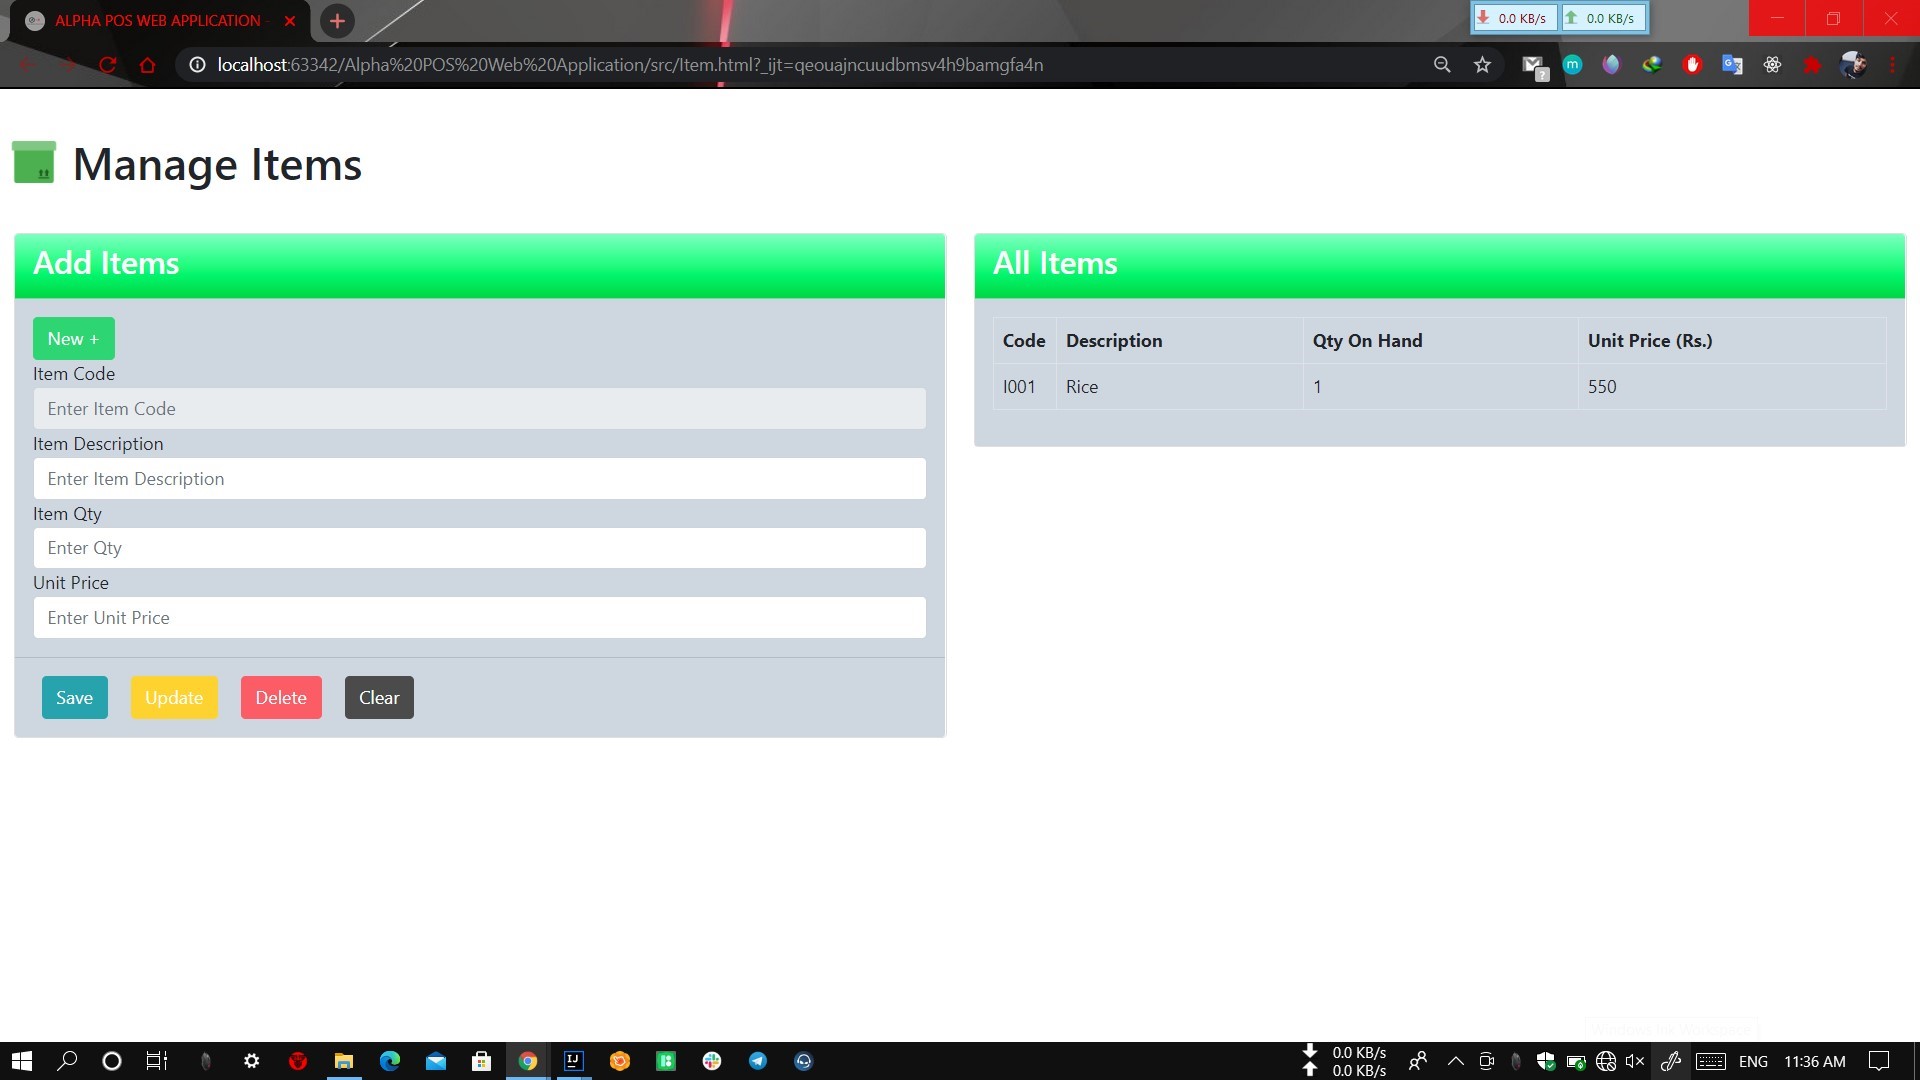 ALPHA POS WEB APPLICATION
0.0 KB/s 0.0 KB/s
localhost:63342/Alpha%20POS%20Web%20Application/src/Item.html?_ijt=qeouajncuudbmsv4h9bamgfa4n
Manage Items
Add Items
New +
Item Code
Enter Item Code
Item Description
Enter Item Description
Item Qty
Enter Qty
Unit Price
Enter Unit Price
Save Update Delete Clear
All Items
Code Description Qty On Hand Unit Price (Rs.)
I001 Rice 1 550
0.0 KB/s
0.0 KB/s
ENG 11:36 AM